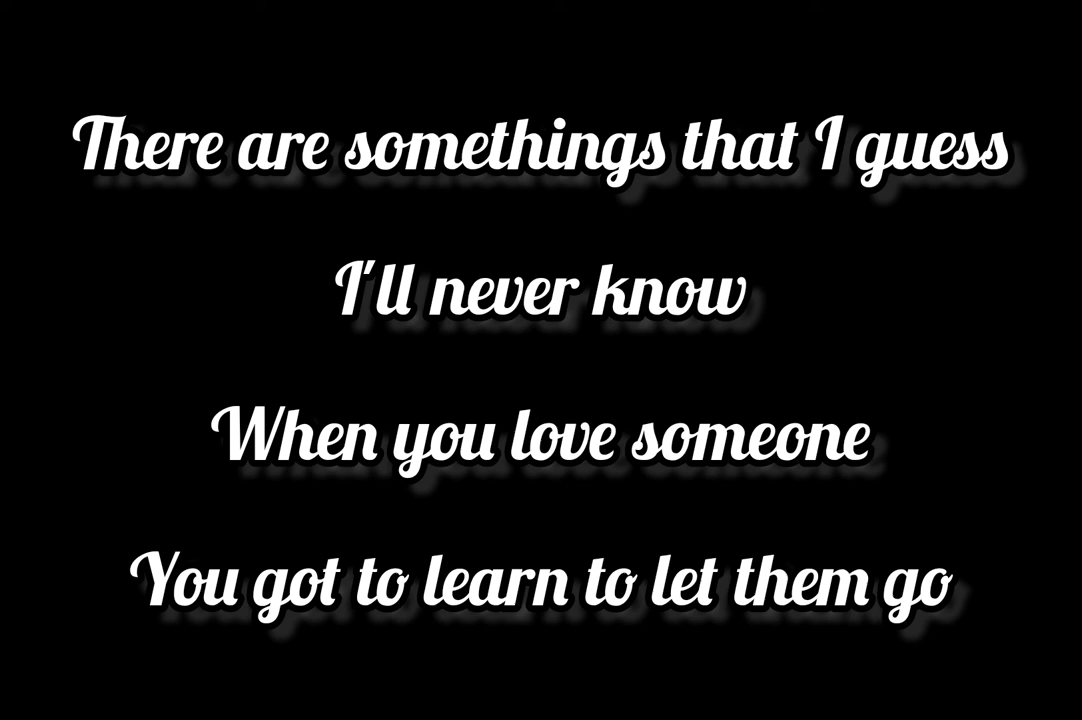 There are somethings that I guess
I'll never know
When you love someone
You got to learn to let them go